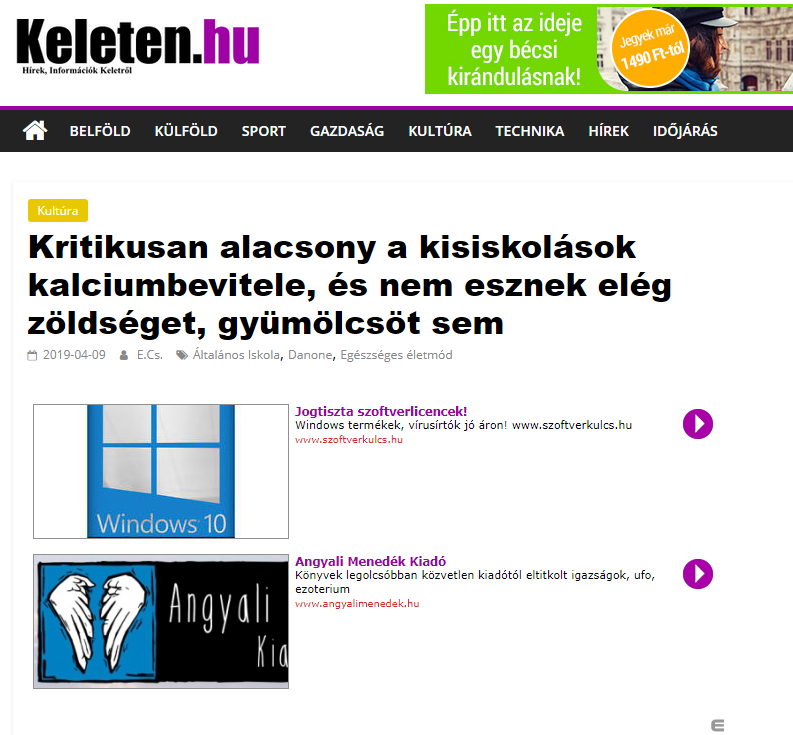 Keleten.hu
Hírek, Információk Keletről
Épp itt az ideje
egy bécsi
kirándulásnak!
Jegyek már
1490 Ft-tól
BELFÖLD KÜLFÖLD SPORT GAZDASÁG KULTÚRA TECHNIKA HÍREK IDŐJÁRÁS
Kultúra
Kritikusan alacsony a kisiskolások
kalciumbevitele, és nem esznek elég
zöldséget, gyümölcsöt sem
2019-04-09 E.Cs. Általános Iskola, Danone, Egészséges életmód
Windows 10
Jogtiszta szoftverlicencek!
Windows termékek, vírusírtók jó áron! www.szoftverkulcs.hu
www.szoftverkulcs.hu
Angyali
Kia
Angyali Menedék Kiadó
Könyvek legolcsóbban közvetlen kiadótól eltitkolt igazságok, ufo,
ezoterium
www.angyalimenedek.hu